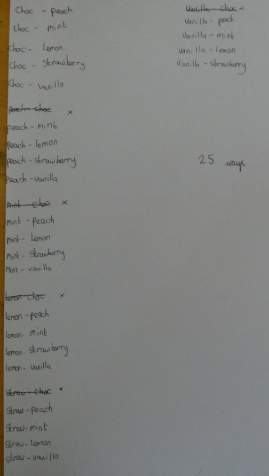 Choc - peach
Choc - mint
Choc - lemon
Choc - Strawberry
Choc - vanilla
Peach - choc ×
peach - mint
Peach - lemon
peach - strawberry
Peach - vanilla
Mint - Choc ×
mint - Peach
Mint - Lemon
mint - Strawberry
Mint - vanilla
lemon - choc ×
lemon - peach
lemon - mint
lemon - strawberry
lemon - vanilla
Straw - choc ×
Straw - peach
Straw - mint
Straw - lemon
Straw - vanilla
Vanilla - Choc ×
Vanilla - peach
Vanilla - mint
vanilla - lemon
Vanilla - strawberry
25 ways